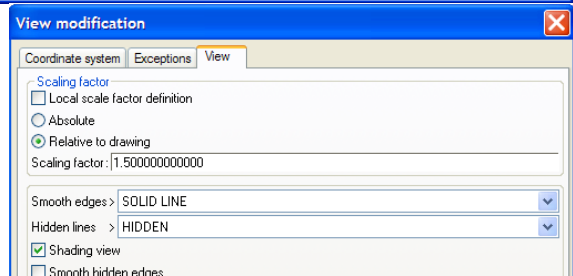 View modification
Coordinate system Exceptions View
Scaling factor
Local scale factor definition
Absolute
Relative to drawing
Scaling factor: 1.500000000000
Smooth edges > SOLID LINE
Hidden lines > HIDDEN
Shading view
Smooth hidden edges